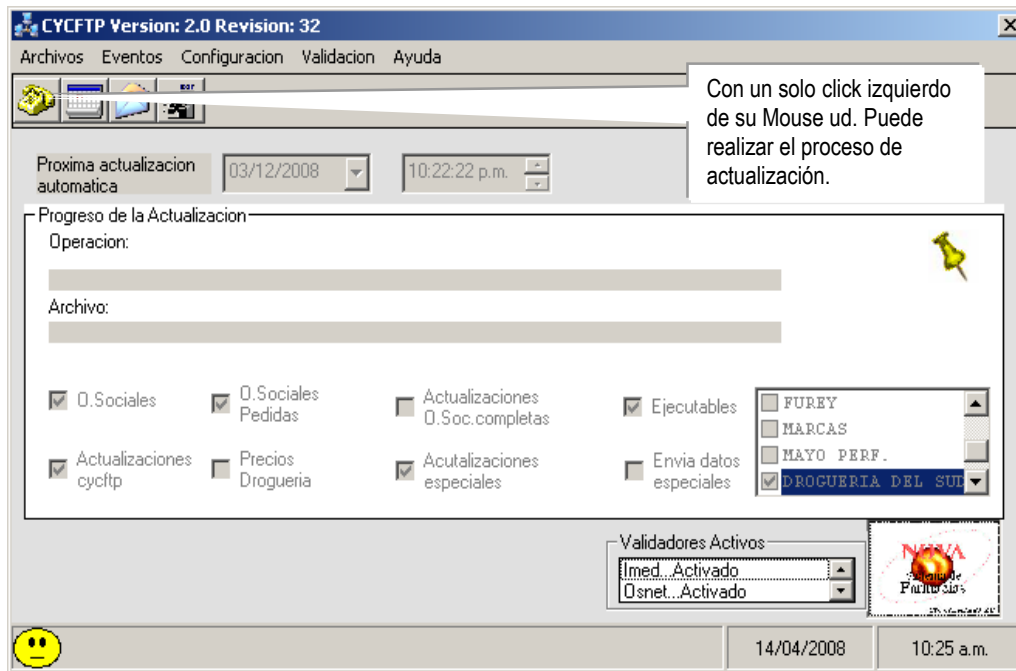 CYCFTP Version: 2.0 Revision: 32
Archivos Eventos Configuracion Validacion Ayuda
Con un solo click izquierdo
de su Mouse ud. Puede
realizar el proceso de
actualización.
Proxima actualizacion
automatica
03/12/2008
10:22:22 p.m.
Progreso de la Actualizacion
Operacion:
Archivo:
O.Sociales
O.Sociales
Pedidas
Actualizaciones
O.Soc.completas
Ejecutables
Actualizaciones
cycftp
Precios
Drogueria
Acutalizaciones
especiales
Envia datos
especiales
FUREY
MARCAS
MAYO PERF.
DROGUERIA DEL SUD
Validadores Activos
Imed...Activado
Osnet...Activado
NOVA
14/04/2008
10:25 a.m.